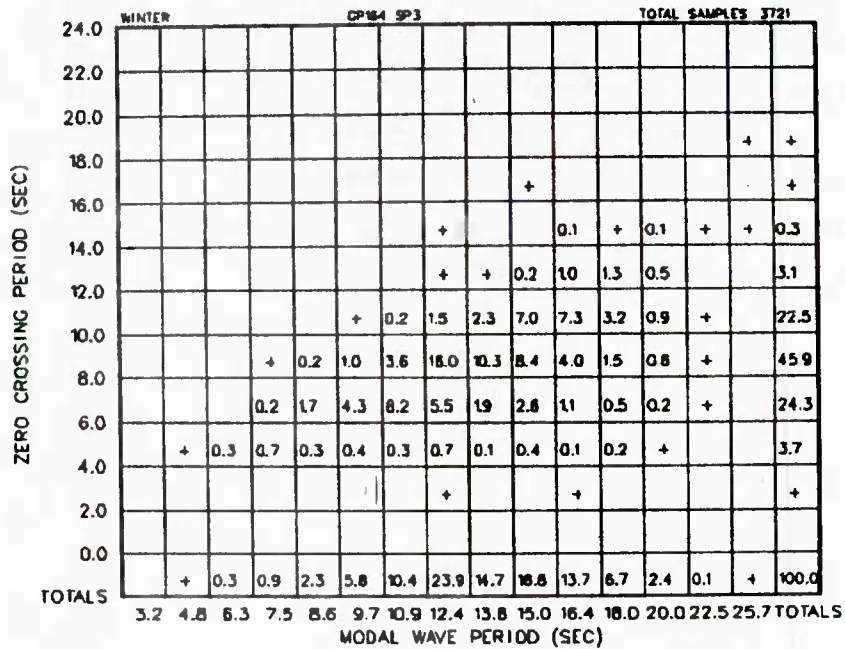 WINTER GP164 SP3 TOTAL SAMPLES 3721
24.0
22.0
20.0
+ +
18.0
+ +
16.0
+ 0.1 + 0.1 + + 0.3
14.0
+ + 0.2 1.0 1.3 0.5 3.1
12.0
+ 0.2 1.5 2.3 7.0 7.3 3.2 0.9 + 22.5
10.0
+ 0.2 1.0 3.6 16.0 10.3 8.4 4.0 1.5 0.6 + 45.9
8.0
0.2 1.7 4.3 6.2 5.5 1.9 2.6 1.1 0.5 0.2 + 24.3
6.0
+ 0.3 0.7 0.3 0.4 0.3 0.7 0.1 0.4 0.1 0.2 + 3.7
4.0
+ + +
2.0
0.0
+ 0.3 0.9 2.3 5.8 10.4 23.9 14.7 18.8 13.7 6.7 2.4 0.1 + 100.0
TOTALS
3.2 4.8 6.3 7.5 8.6 9.7 10.9 12.4 13.8 15.0 16.4 18.0 20.0 22.5 25.7 TOTALS
MODAL WAVE PERIOD (SEC)
ZERO CROSSING PERIOD (SEC)